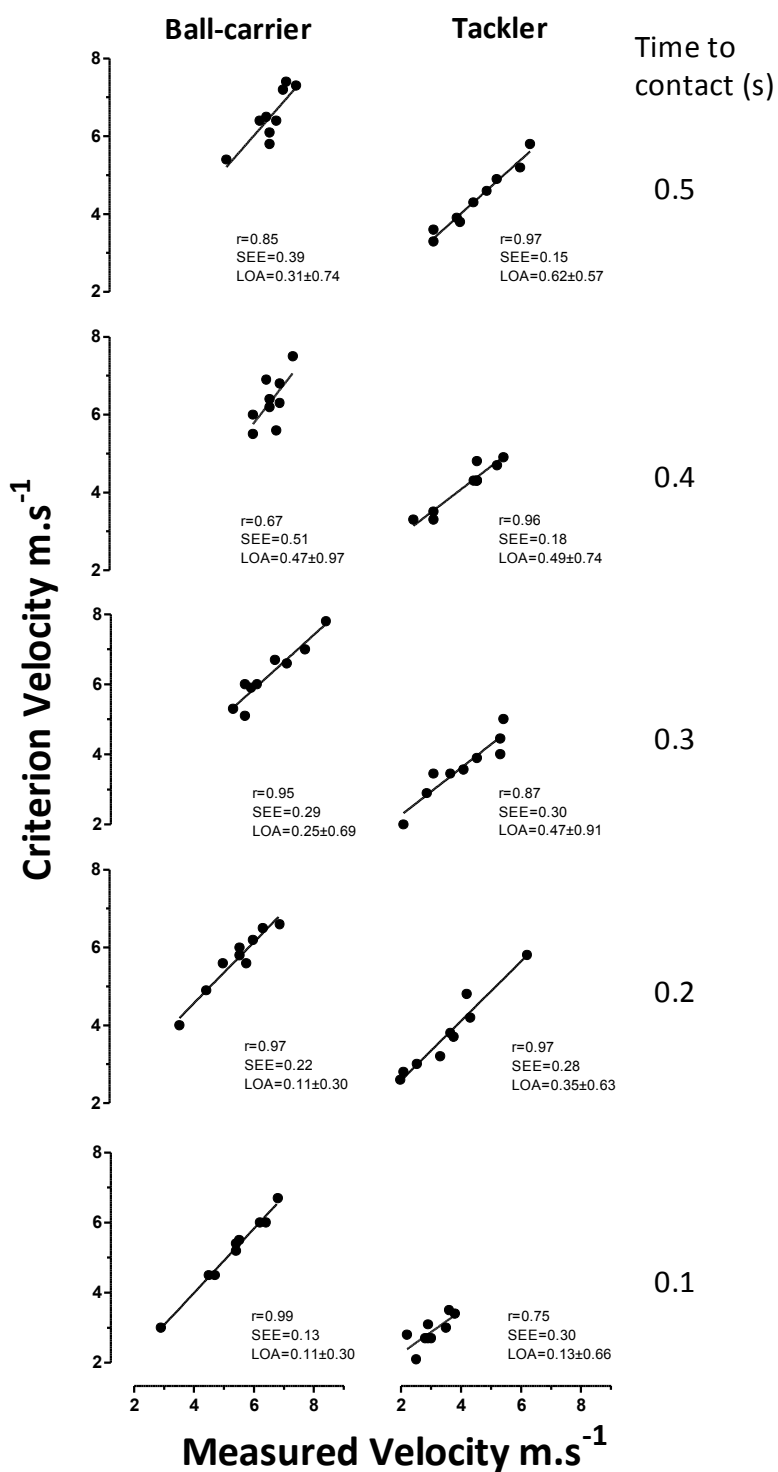 Ball-carrier Tackler
Time to
contact (s)
8
6
4
2
r=0.85
SEE=0.39
LOA=0.31±0.74
r=0.97
SEE=0.15
LOA=0.62±0.57
0.5
8
6
4
2
r=0.67
SEE=0.51
LOA=0.47±0.97
r=0.96
SEE=0.18
LOA=0.49±0.74
0.4
Criterion Velocity m.s-1
8
6
4
2
r=0.95
SEE=0.29
LOA=0.25±0.69
r=0.87
SEE=0.30
LOA=0.47±0.91
0.3
8
6
4
2
r=0.97
SEE=0.22
LOA=0.11±0.30
r=0.97
SEE=0.28
LOA=0.35±0.63
0.2
8
6
4
2
r=0.99
SEE=0.13
LOA=0.11±0.30
r=0.75
SEE=0.30
LOA=0.13±0.66
0.1
2 4 6 8 2 4 6 8
Measured Velocity m.s-1